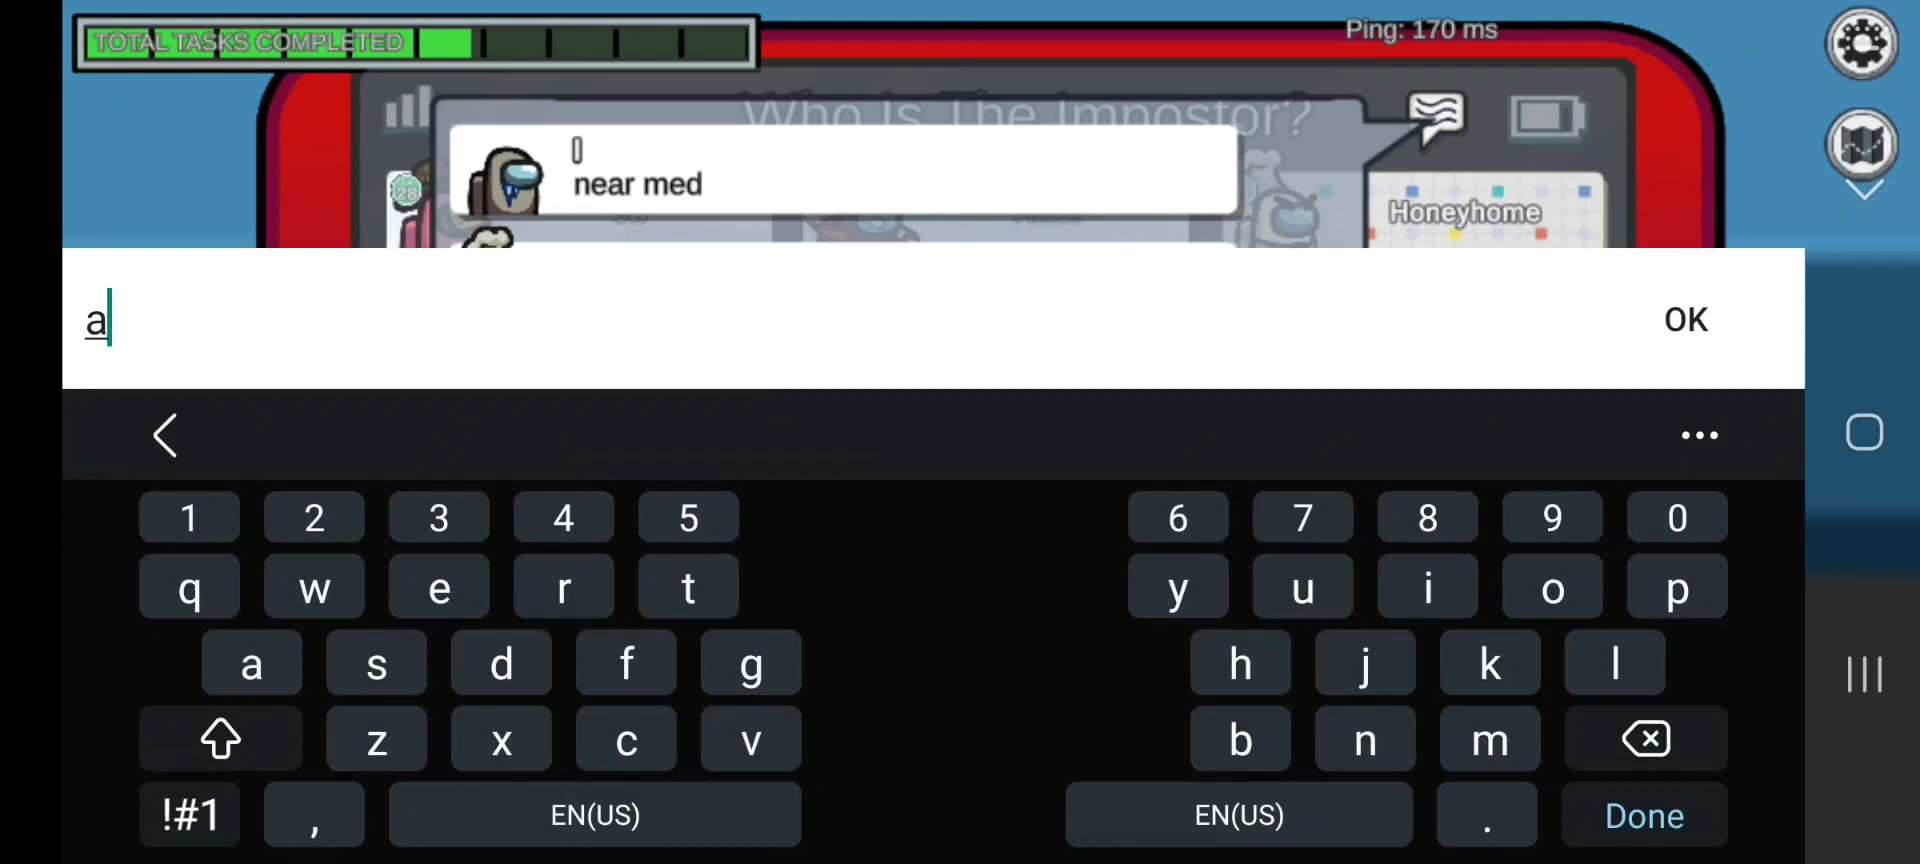 TOTAL TASKS COMPLETED
Ping: 170 ms
Who Is The Impostor?
28
near med
Honeyhome
a
OK
1 2 3 4 5 6 7 8 9 0
q w e r t y u i o p
a s d f g h j k l
z x c v b n m
!#1 , EN(US) EN(US) . Done